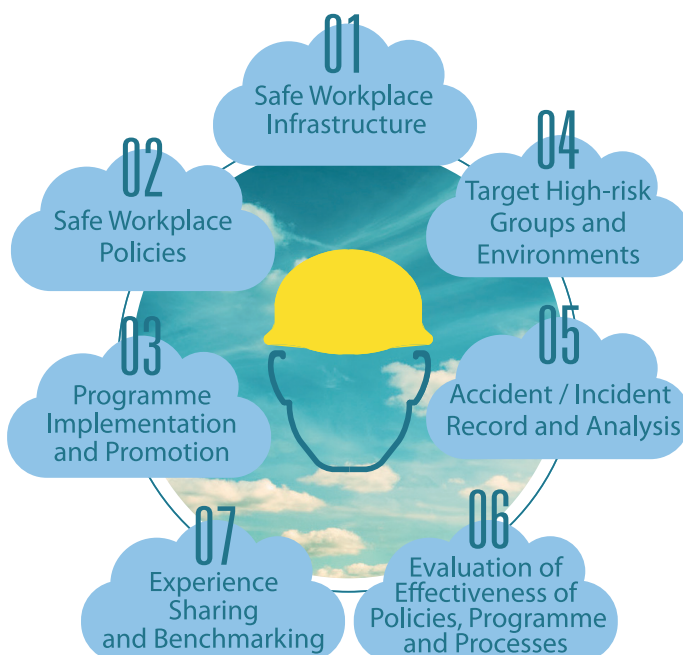 01
Safe Workplace
Infrastructure
02
Safe Workplace
Policies
03
Programme
Implementation
and Promotion
04
Target High-risk
Groups and
Environments
05
Accident / Incident
Record and Analysis
06
Evaluation of
Effectiveness of
Policies, Programme
and Processes
07
Experience
Sharing
and Benchmarking